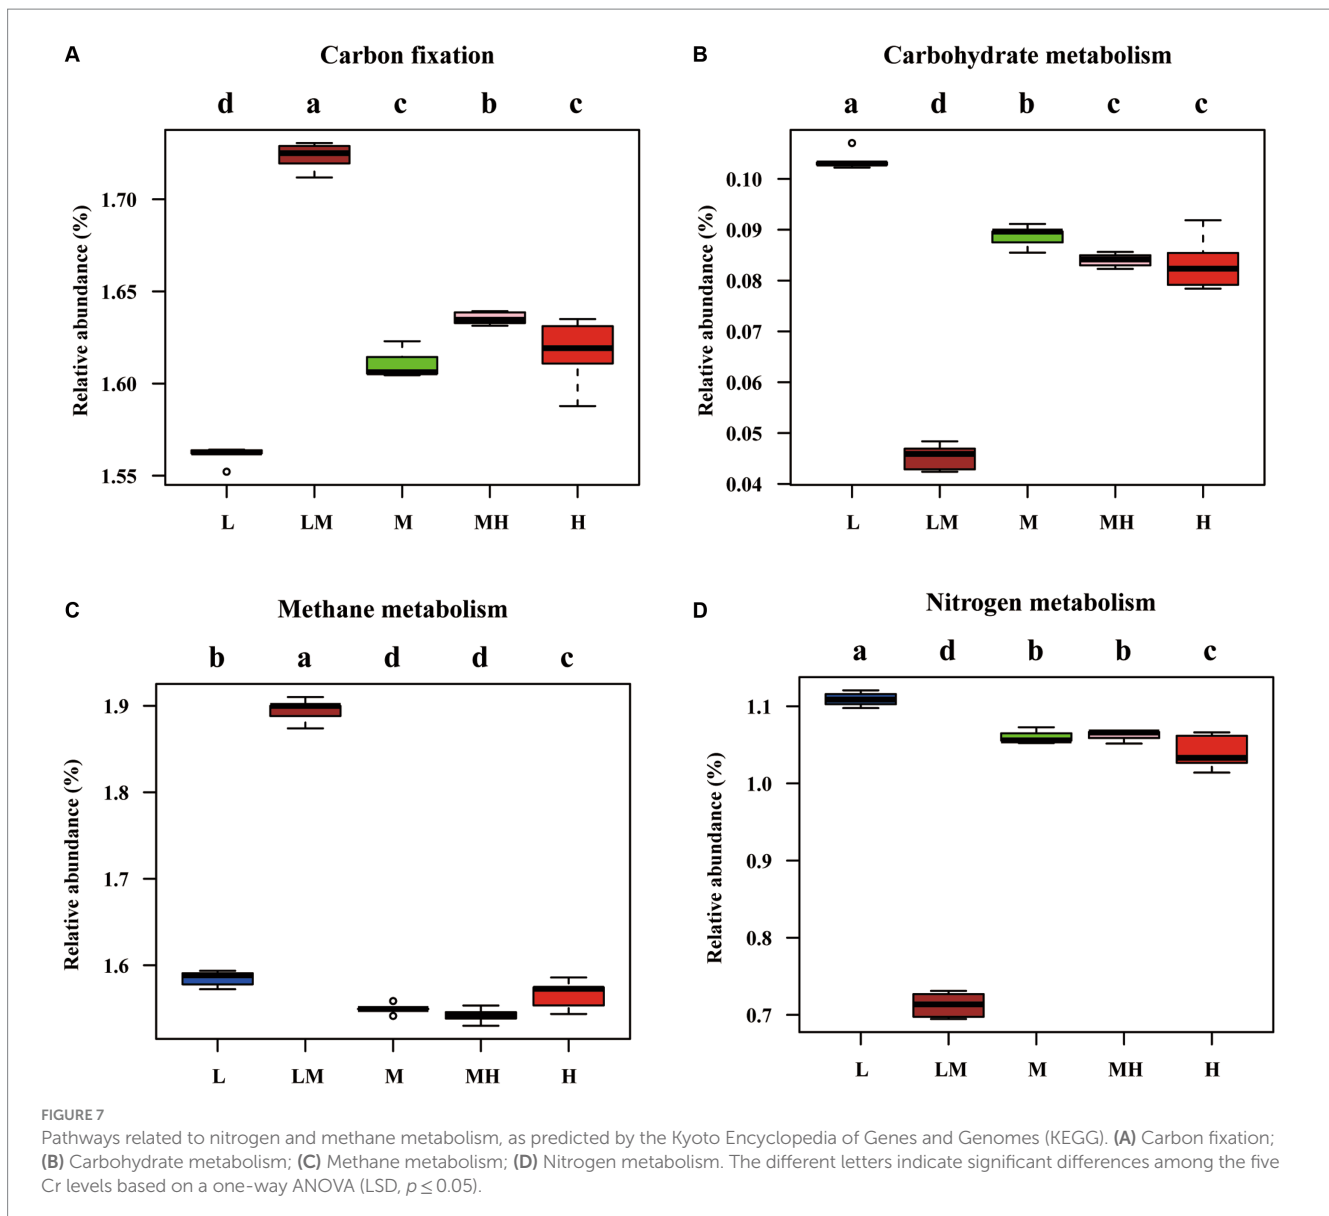 A
Carbon fixation
d a c b c
Relative abundance (%)
1.70
1.65
1.60
1.55
L LM M MH H
B
Carbohydrate metabolism
a d b c c
Relative abundance (%)
0.10
0.09
0.08
0.07
0.06
0.05
0.04
L LM M MH H
C
Methane metabolism
b a d d c
Relative abundance (%)
1.9
1.8
1.7
1.6
L LM M MH H
D
Nitrogen metabolism
a d b b c
Relative abundance (%)
1.1
1.0
0.9
0.8
0.7
L LM M MH H
FIGURE 7
Pathways related to nitrogen and methane metabolism, as predicted by the Kyoto Encyclopedia of Genes and Genomes (KEGG). (A) Carbon fixation;
(B) Carbohydrate metabolism; (C) Methane metabolism; (D) Nitrogen metabolism. The different letters indicate significant differences among the five
Cr levels based on a one-way ANOVA (LSD, p ≤ 0.05).